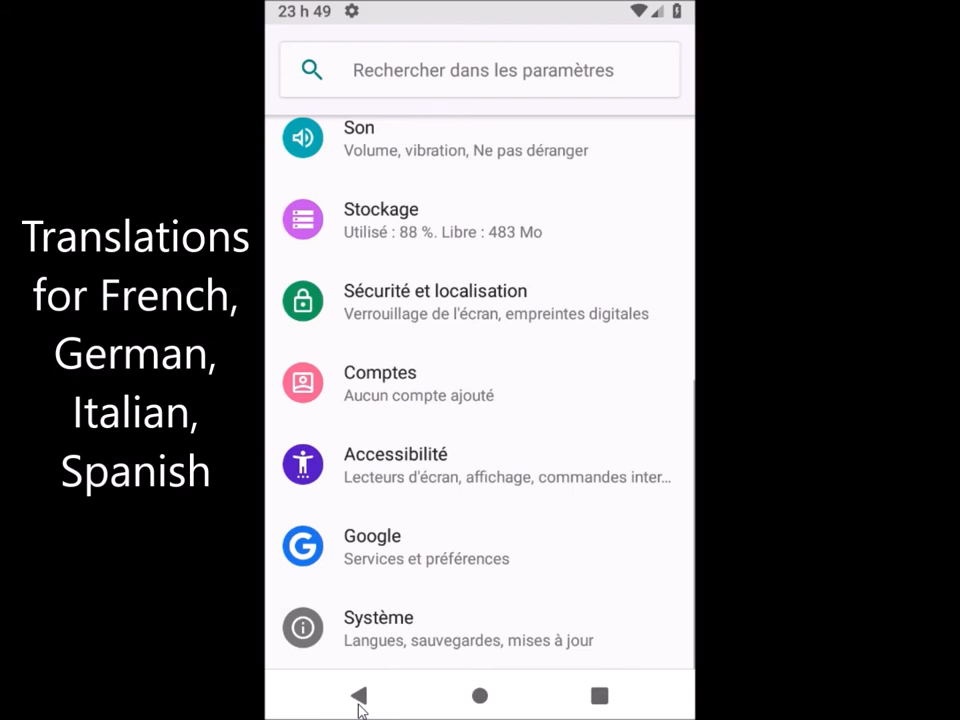 23 h 49
Rechercher dans les paramètres
Son
Volume, vibration, Ne pas déranger
Stockage
Utilisé : 88 %. Libre : 483 Mo
Sécurité et localisation
Verrouillage de l'écran, empreintes digitales
Comptes
Aucun compte ajouté
Accessibilité
Lecteurs d'écran, affichage, commandes inter…
Google
Services et préférences
Système
Langues, sauvegardes, mises à jour
Translations
for French,
German,
Italian,
Spanish